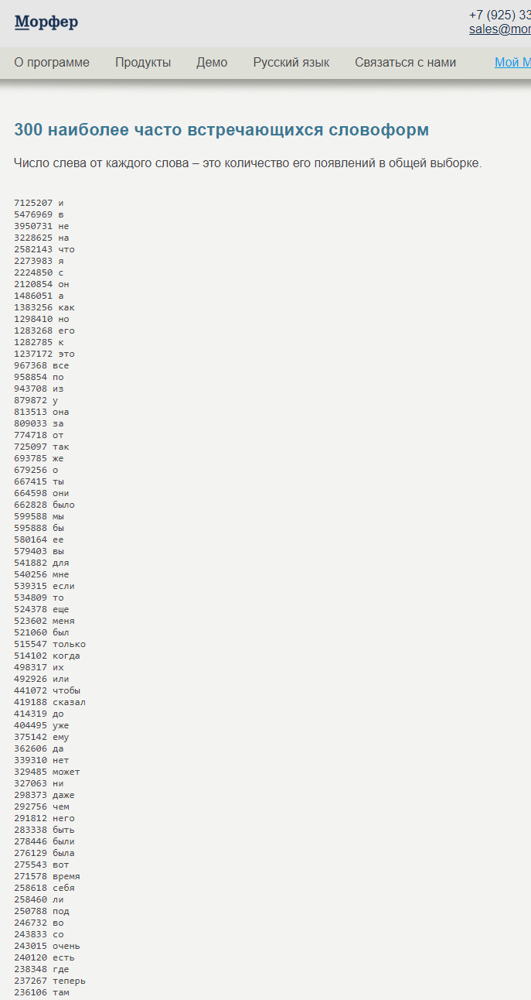 Морфер
+7 (925) 33
sales@mor
О программе Продукты Демо Русский язык Связаться с нами Мой М
300 наиболее часто встречающихся словоформ
Число слева от каждого слова – это количество его появлений в общей выборке.
7125207 и
5476969 в
3950731 не
3228625 на
2582143 что
2273983 я
2224850 с
2120854 он
1486051 а
1383256 как
1298410 но
1283268 его
1282785 к
1237172 это
967368 все
958854 по
943708 из
879872 у
813513 она
809033 за
774718 от
725097 так
693785 же
679256 о
667415 ты
664598 они
662828 было
599588 мы
595888 бы
580164 ее
579403 вы
541882 для
540256 мне
539315 если
534809 то
524378 еще
523602 меня
521060 был
515547 только
514102 когда
498317 их
492926 или
441072 чтобы
419188 сказал
414319 до
404495 уже
375142 ему
362606 да
339310 нет
329485 может
327063 ни
298373 даже
292756 чем
291812 него
283338 быть
278446 были
276129 была
275543 вот
271578 время
258618 себя
258460 ли
250788 под
246732 во
243833 со
243015 очень
240120 есть
238348 где
237267 теперь
236106 там